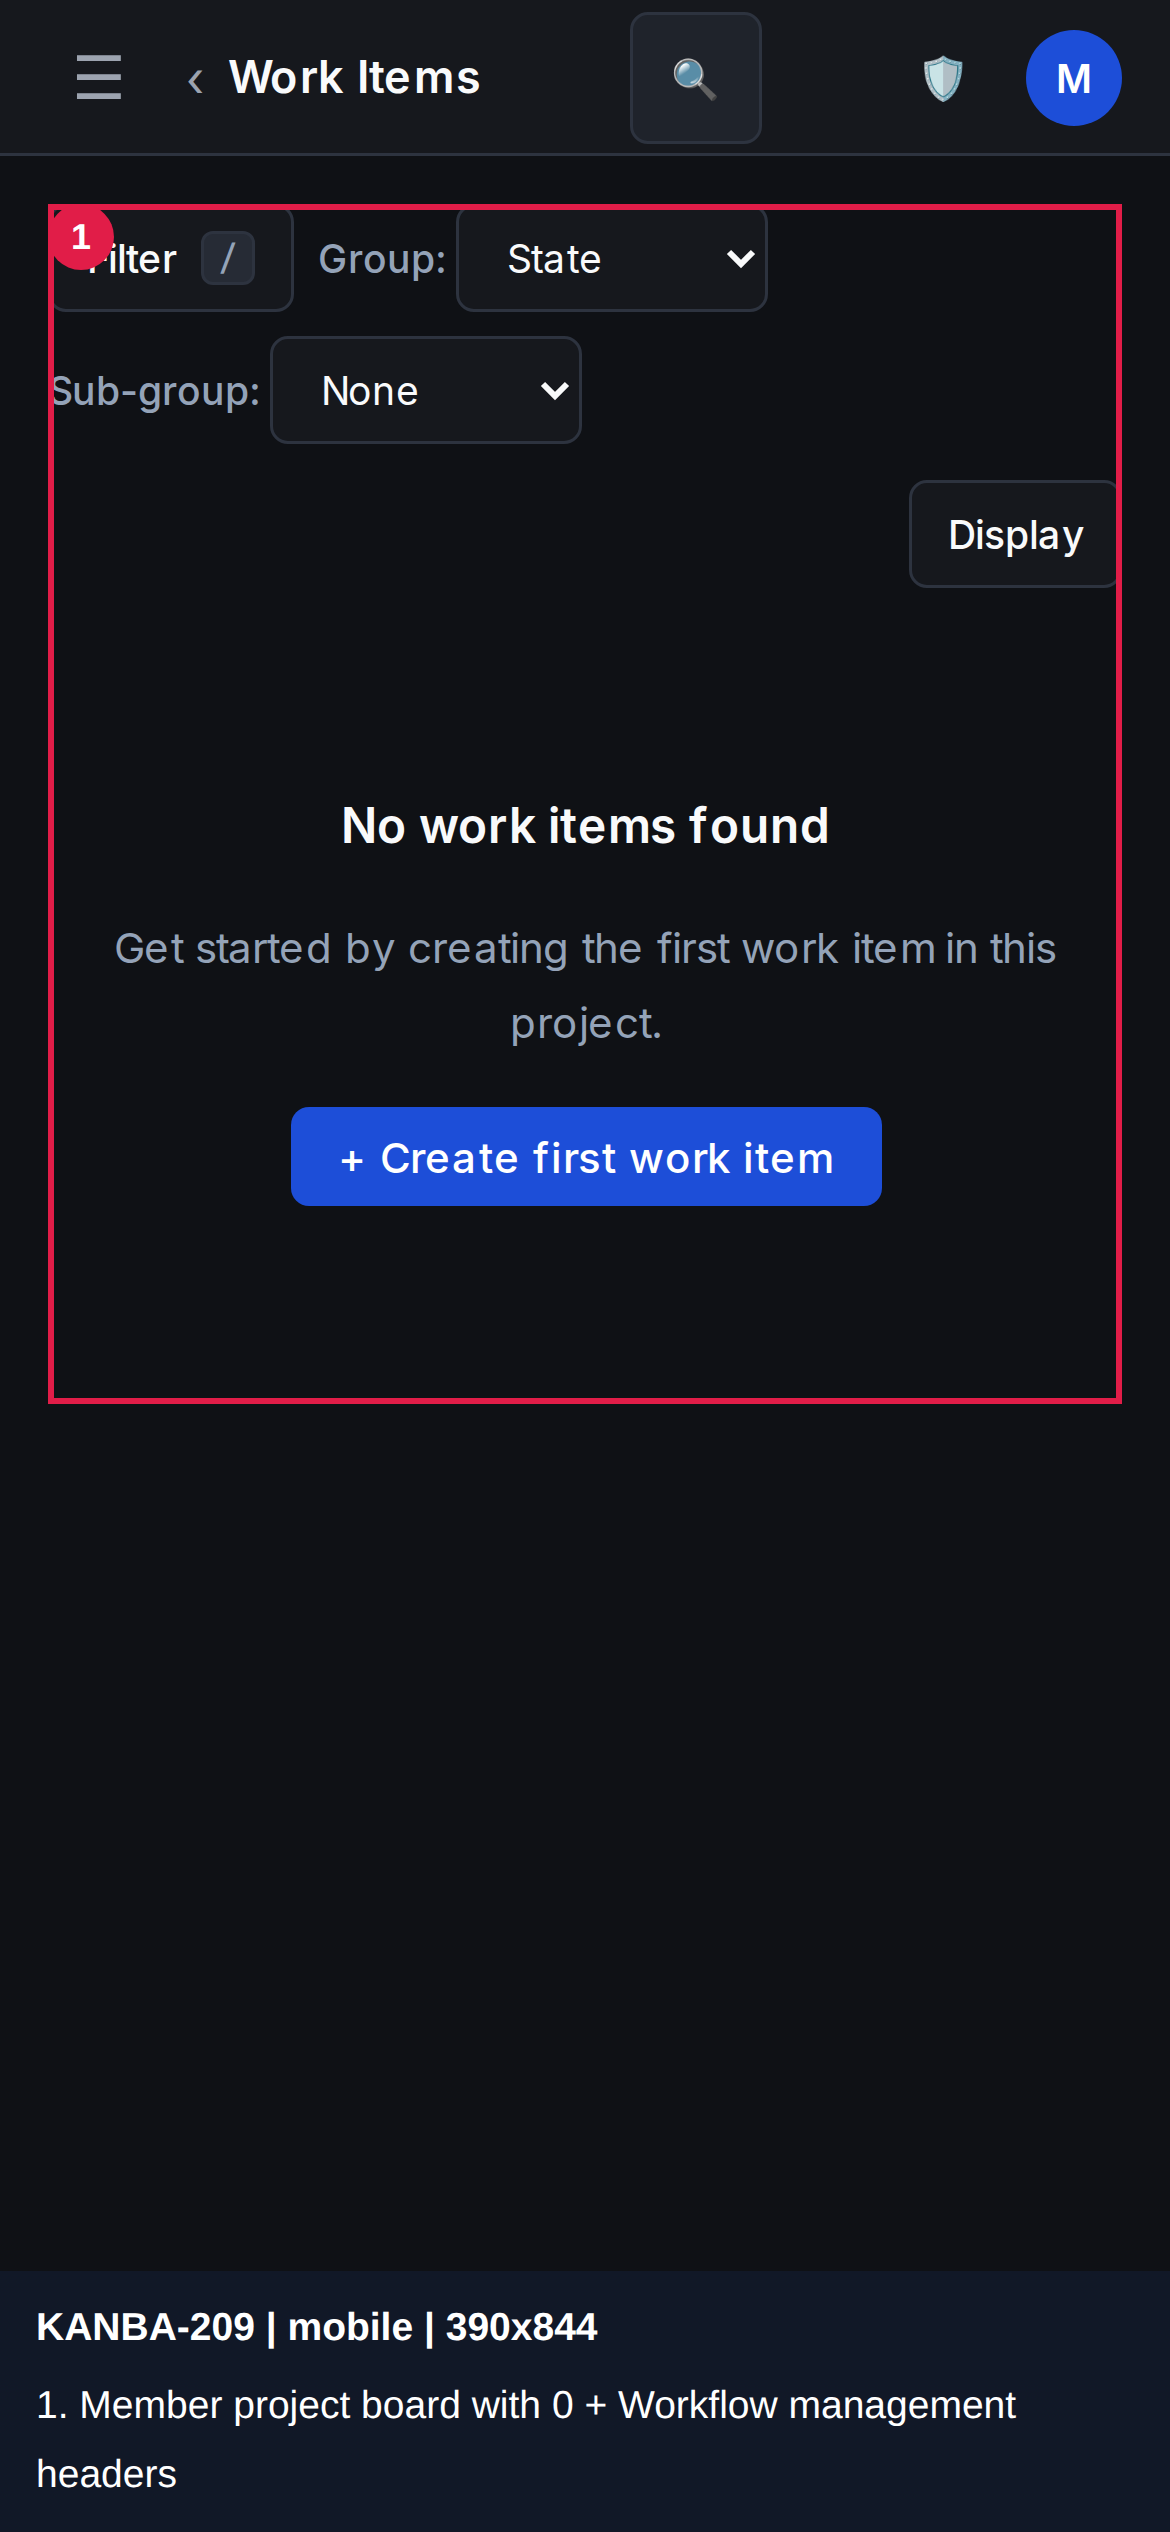 ☰ ‹ Work Items 🔍 🛡️ M
1
Filter / Group: State
Sub-group: None
Display
No work items found
Get started by creating the first work item in this
project.
+ Create first work item
KANBA-209 | mobile | 390x844
1. Member project board with 0 + Workflow management
headers